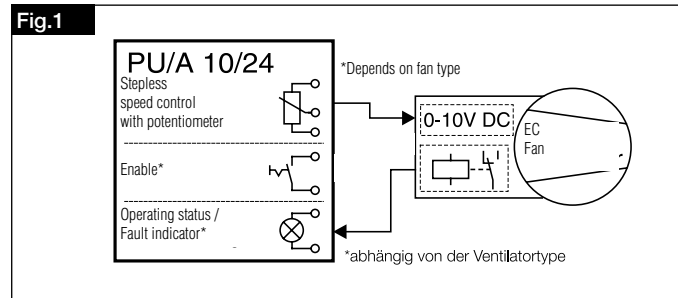 Fig.1
PU/A 10/24
Stepless
speed control
with potentiometer
Enable*
Operating status /
Fault indicator*
*Depends on fan type
0-10V DC
EC
Fan
*abhängig von der Ventilatortype